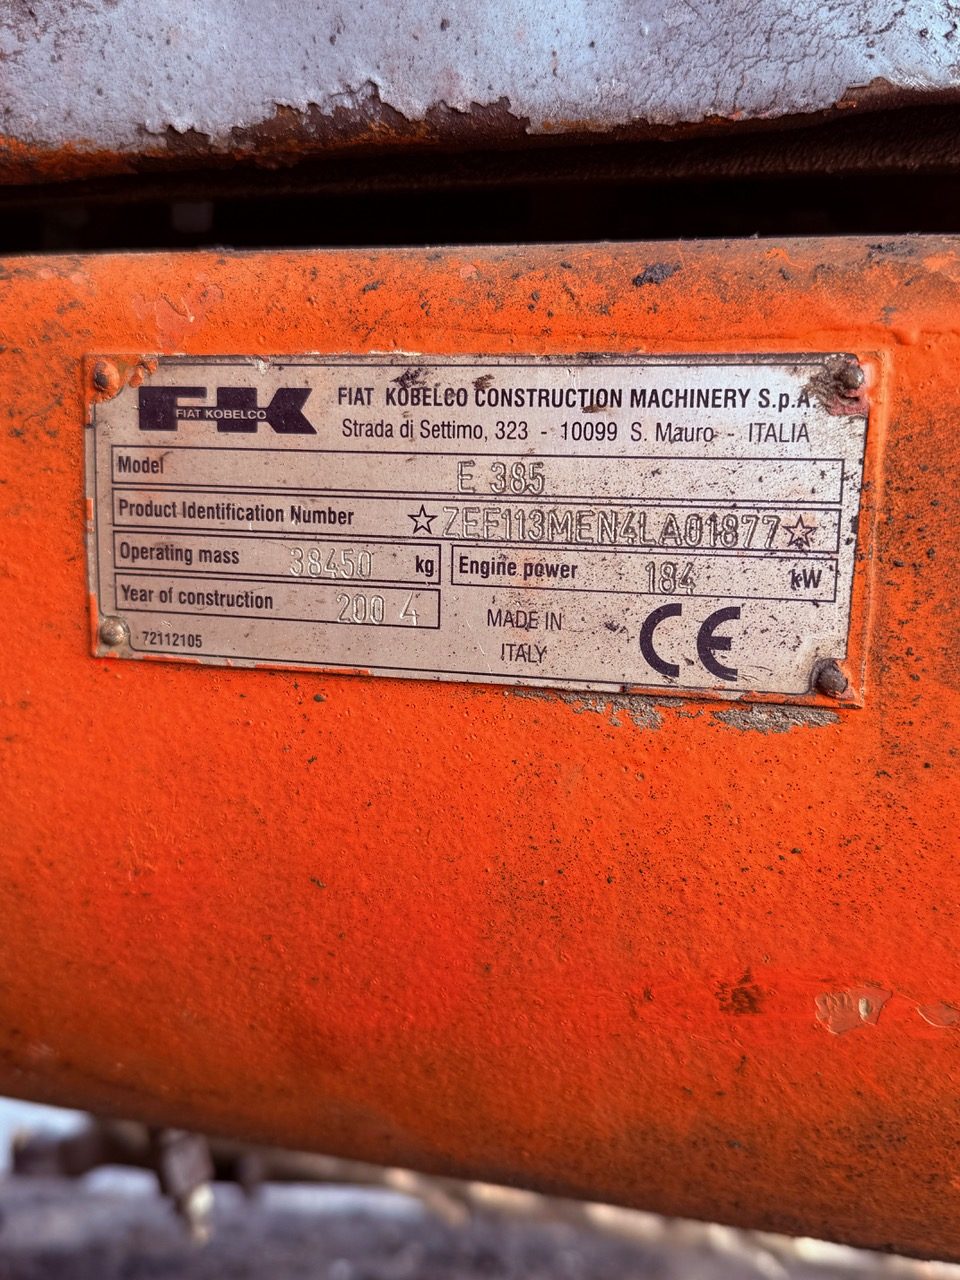 FK
FIAT KOBELCO
FIAT KOBELCO CONSTRUCTION MACHINERY S.p.A.
Strada di Settimo, 323 - 10099 S. Mauro - ITALIA
Model E 385
Product Identification Number ☆ZEF113MEN4LA01877☆
Operating mass 38450 kg
Engine power 184 kW
Year of construction 2004
MADE IN
ITALY
CE
72112105